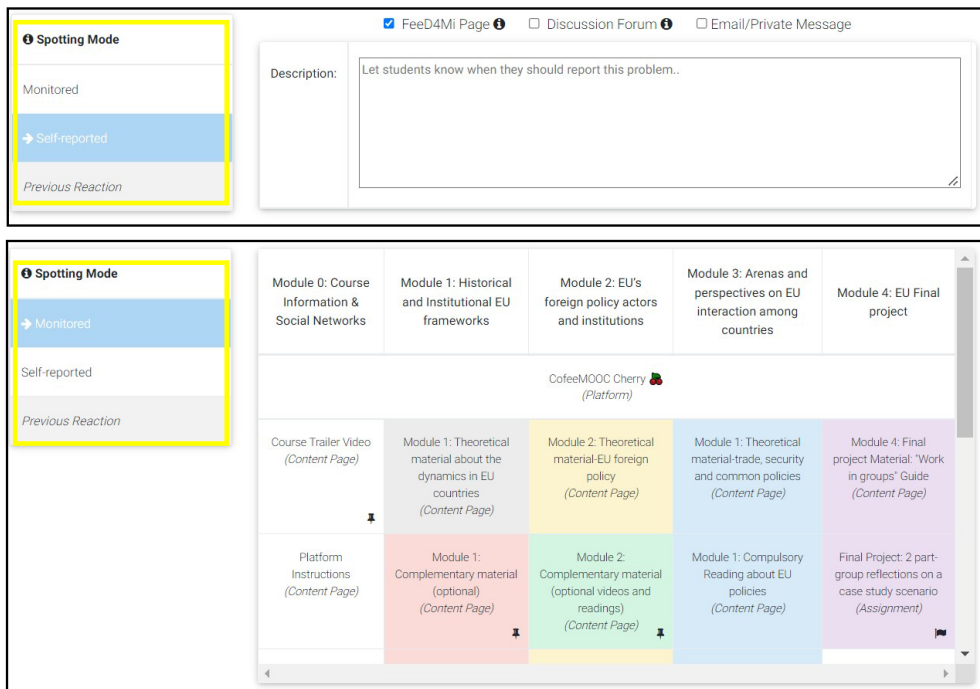 Spotting Mode
Monitored
Self-reported
Previous Reaction
FeeD4Mi Page
Discussion Forum
Email/Private Message
Description:
Let students know when they should report this problem..
Spotting Mode
Monitored
Self-reported
Previous Reaction
Module 0: Course
Information &
Social Networks
Module 1: Historical
and Institutional EU
frameworks
Module 2: EU's
foreign policy actors
and institutions
Module 3: Arenas and
perspectives on EU
interaction among
countries
Module 4: EU Final
project
CofeeMOOC Cherry
(Platform)
Course Trailer Video
(Content Page)
Module 1: Theoretical
material about the
dynamics in EU
countries
(Content Page)
Module 2: Theoretical
material-EU foreign
policy
(Content Page)
Module 1: Theoretical
material-trade, security
and common policies
(Content Page)
Module 4: Final
project Material: "Work
in groups" Guide
(Content Page)
Platform
Instructions
(Content Page)
Module 1:
Complementary material
(optional)
(Content Page)
Module 2:
Complementary material
(optional videos and
readings)
(Content Page)
Module 1: Compulsory
Reading about EU
policies
(Content Page)
Final Project: 2 part-
group reflections on a
case study scenario
(Assignment)